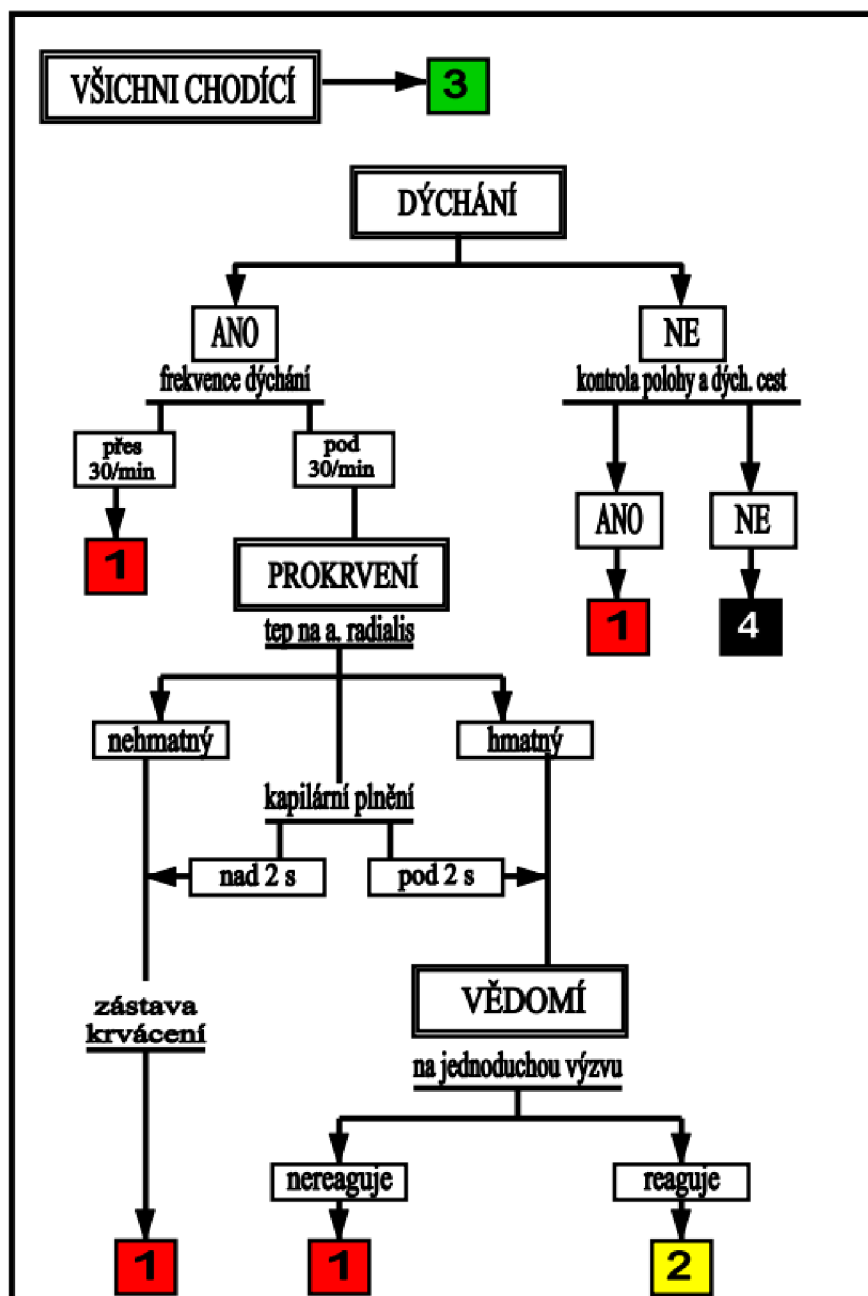 VŠICHNI CHODÍCÍ
3
DÝCHÁNÍ
ANO
NE
frekvence dýchání
kontrola polohy a dých. cest
přes
30/min
pod
30/min
ANO
NE
1
PROKRVENÍ
1
4
tep na a. radialis
nehmatný
hmatný
kapilární plnění
nad 2 s
pod 2 s
VĚDOMÍ
zástava
krvácení
na jednoduchou výzvu
nereaguje
reaguje
1
1
2